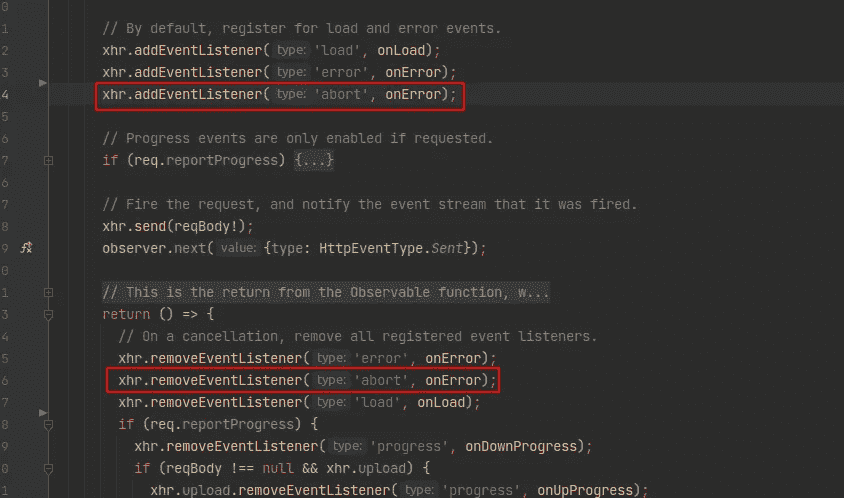 0
1 // By default, register for load and error events.
2 xhr.addEventListener( type: 'load', onLoad);
3 xhr.addEventListener( type: 'error', onError);
4 xhr.addEventListener( type: 'abort', onError);
5
6 // Progress events are only enabled if requested.
7 if (req.reportProgress) {...}
6
7 // Fire the request, and notify the event stream that it was fired.
8 xhr.send(reqBody!);
9 observer.next( value: {type: HttpEventType.Sent});
0
1 // This is the return from the Observable function, w...
3 return () => {
4 // On a cancellation, remove all registered event listeners.
5 xhr.removeEventListener( type: 'error', onError);
6 xhr.removeEventListener( type: 'abort', onError);
7 xhr.removeEventListener( type: 'load', onLoad);
8 if (req.reportProgress) {
9 xhr.removeEventListener( type: 'progress', onDownProgress);
0 if (reqBody !== null && xhr.upload) {
1 xhr.upload.removeEventListener( type: 'progress', onUpProgress);